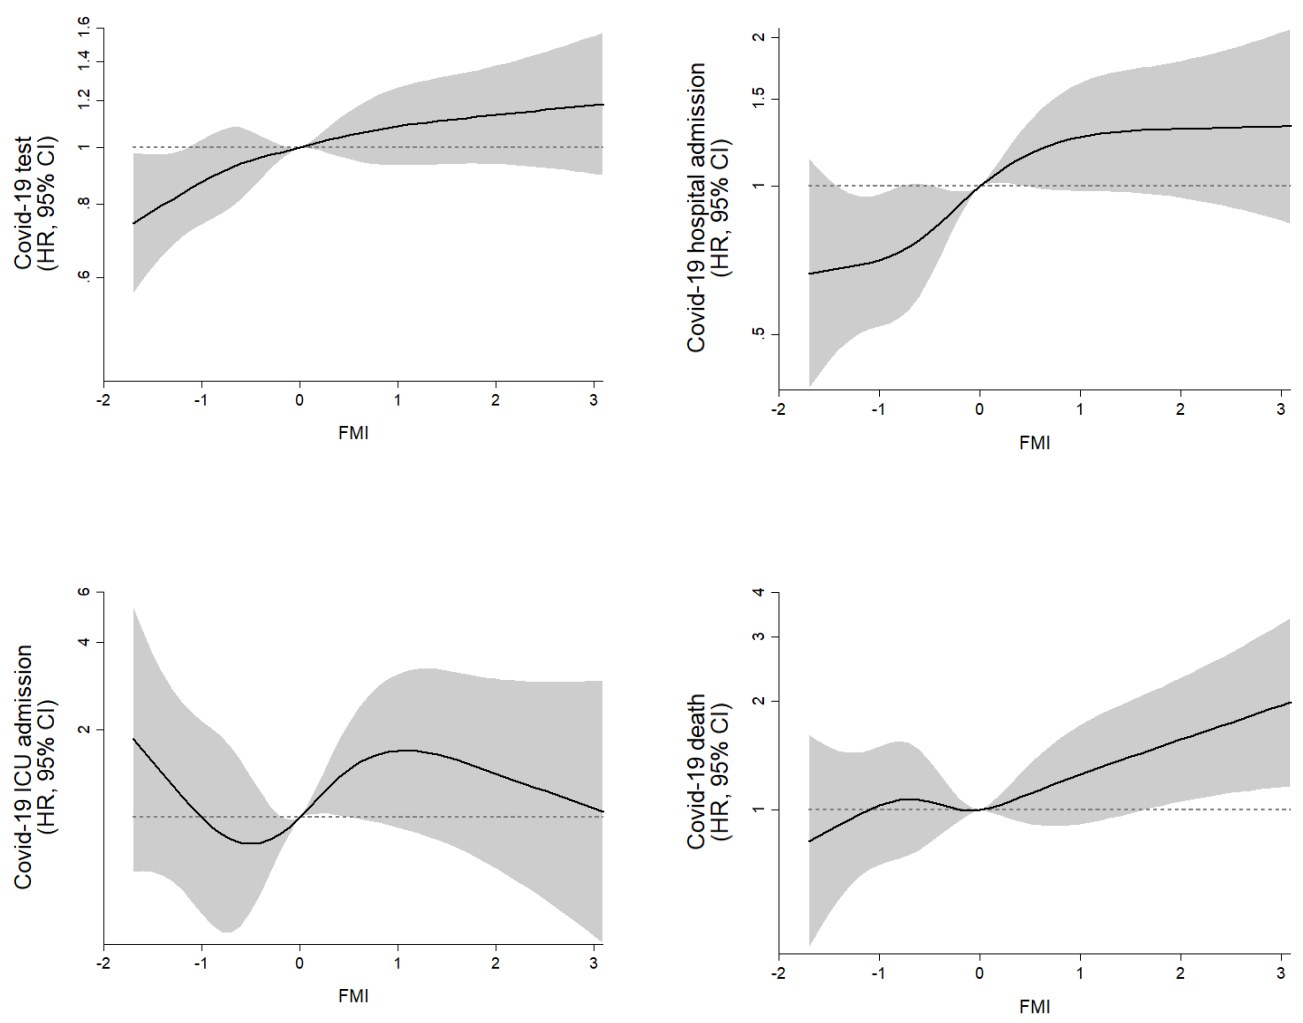 Covid-19 test
(HR, 95% CI)
1.6
1.4
1.2
1
.8
.6
-2 -1 0 1 2 3
FMI
Covid-19 hospital admission
(HR, 95% CI)
2
1.5
1
.5
-2 -1 0 1 2 3
FMI
Covid-19 ICU admission
(HR, 95% CI)
6
4
2
-2 -1 0 1 2 3
FMI
Covid-19 death
(HR, 95% CI)
4
3
2
1
-2 -1 0 1 2 3
FMI